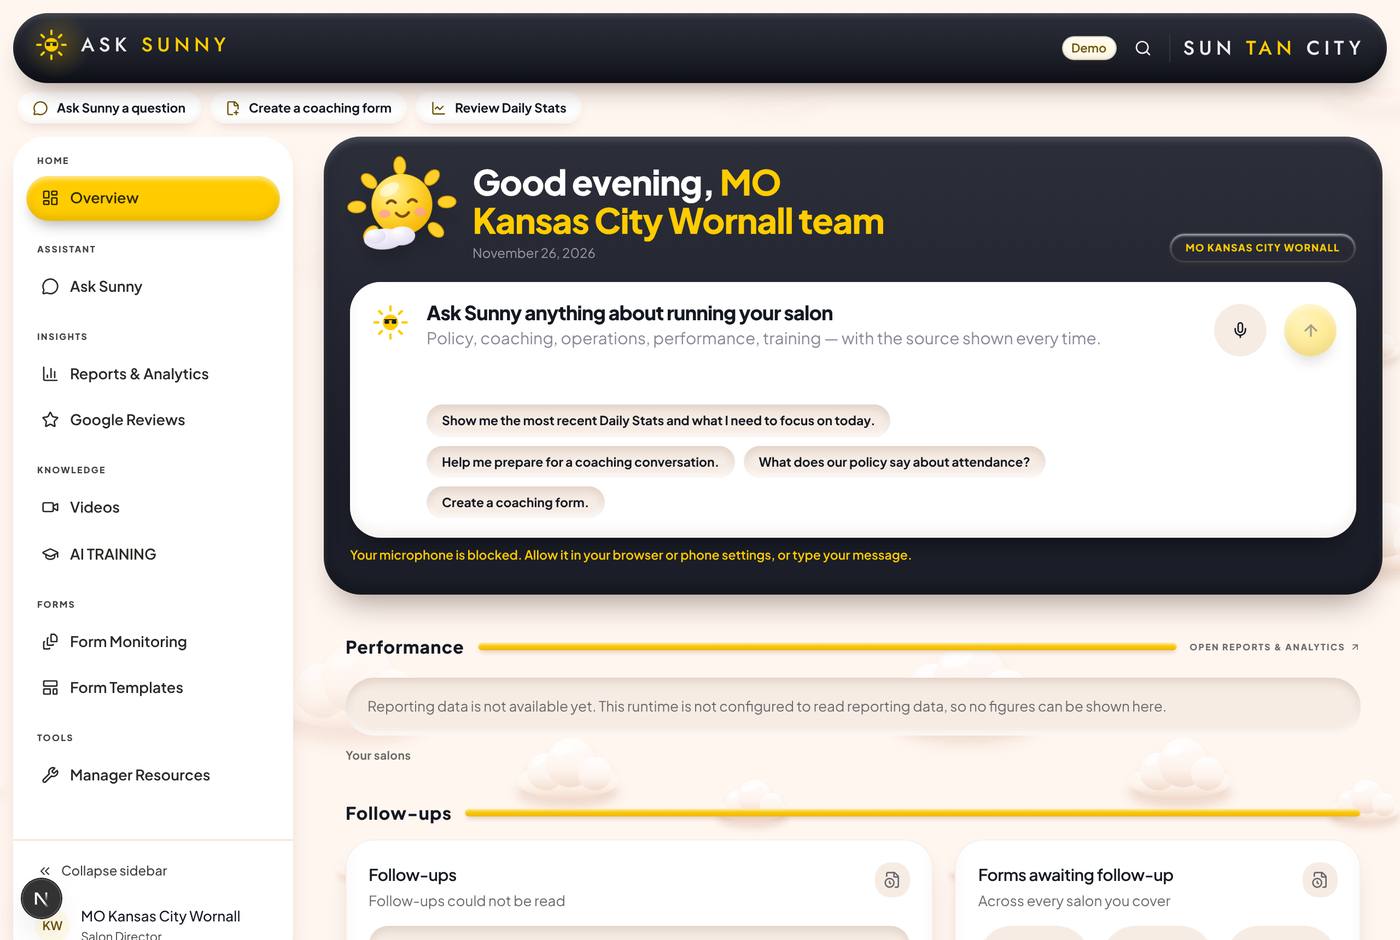 ASK SUNNY
Demo
SUN TAN CITY
Ask Sunny a question
Create a coaching form
Review Daily Stats
HOME
Overview
ASSISTANT
Ask Sunny
INSIGHTS
Reports & Analytics
Google Reviews
KNOWLEDGE
Videos
AI TRAINING
FORMS
Form Monitoring
Form Templates
TOOLS
Manager Resources
Collapse sidebar
N
KW
MO Kansas City Wornall
Salon Director
Good evening, MO
Kansas City Wornall team
November 26, 2026
MO KANSAS CITY WORNALL
Ask Sunny anything about running your salon
Policy, coaching, operations, performance, training — with the source shown every time.
Show me the most recent Daily Stats and what I need to focus on today.
Help me prepare for a coaching conversation.
What does our policy say about attendance?
Create a coaching form.
Your microphone is blocked. Allow it in your browser or phone settings, or type your message.
Performance
OPEN REPORTS & ANALYTICS
Reporting data is not available yet. This runtime is not configured to read reporting data, so no figures can be shown here.
Your salons
Follow-ups
Follow-ups
Follow-ups could not be read
Forms awaiting follow-up
Across every salon you cover